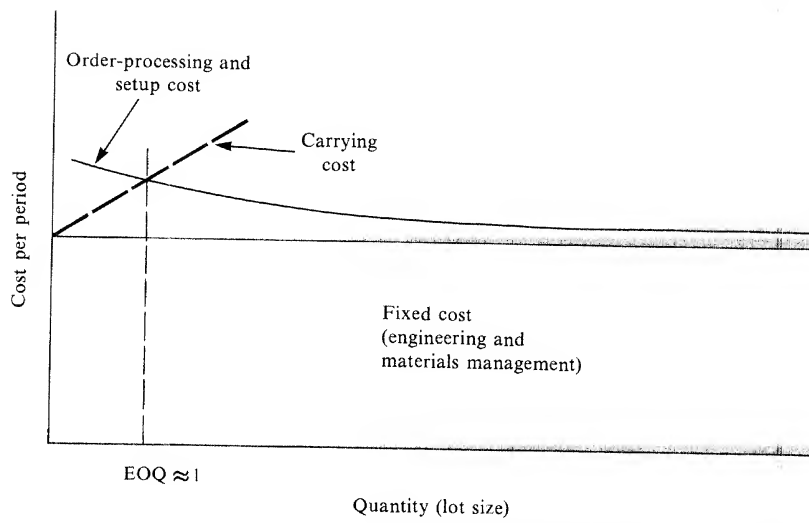 Order-processing and
setup cost
Carrying
cost
Cost per period
Fixed cost
(engineering and
materials management)
EOQ ≈ 1
Quantity (lot size)